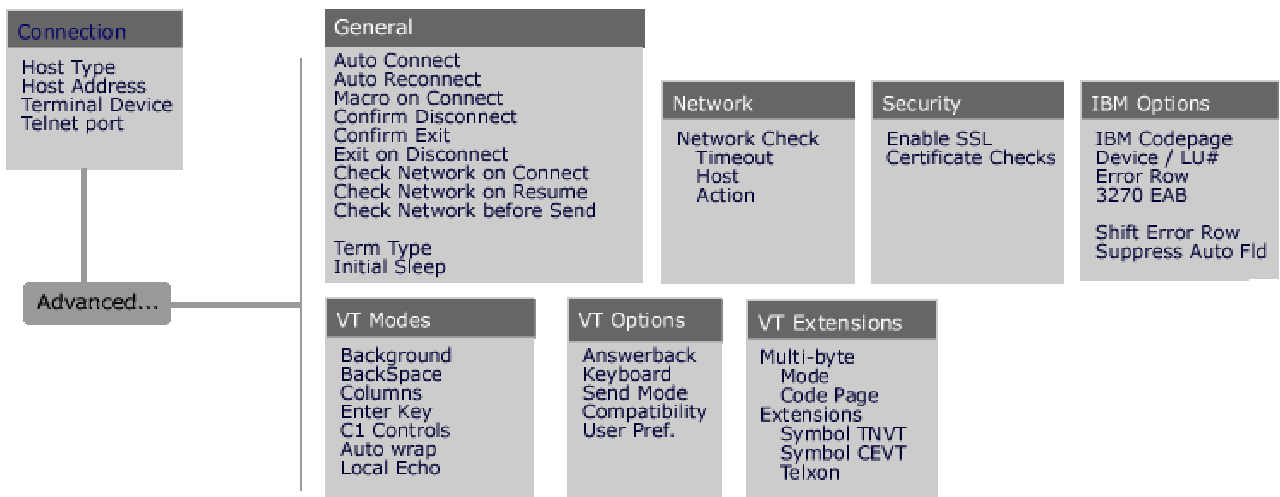 Connection
Host Type
Host Address
Terminal Device
Telnet port
Advanced...
General
Auto Connect
Auto Reconnect
Macro on Connect
Confirm Disconnect
Confirm Exit
Exit on Disconnect
Check Network on Connect
Check Network on Resume
Check Network before Send
Term Type
Initial Sleep
Network
Network Check
Timeout
Host
Action
Security
Enable SSL
Certificate Checks
IBM Options
IBM Codepage
Device / LU#
Error Row
3270 EAB
Shift Error Row
Suppress Auto Fld
VT Modes
Background
BackSpace
Columns
Enter Key
C1 Controls
Auto wrap
Local Echo
VT Options
Answerback
Keyboard
Send Mode
Compatibility
User Pref.
VT Extensions
Multi-byte
Mode
Code Page
Extensions
Symbol TNVT
Symbol CEVT
Telxon